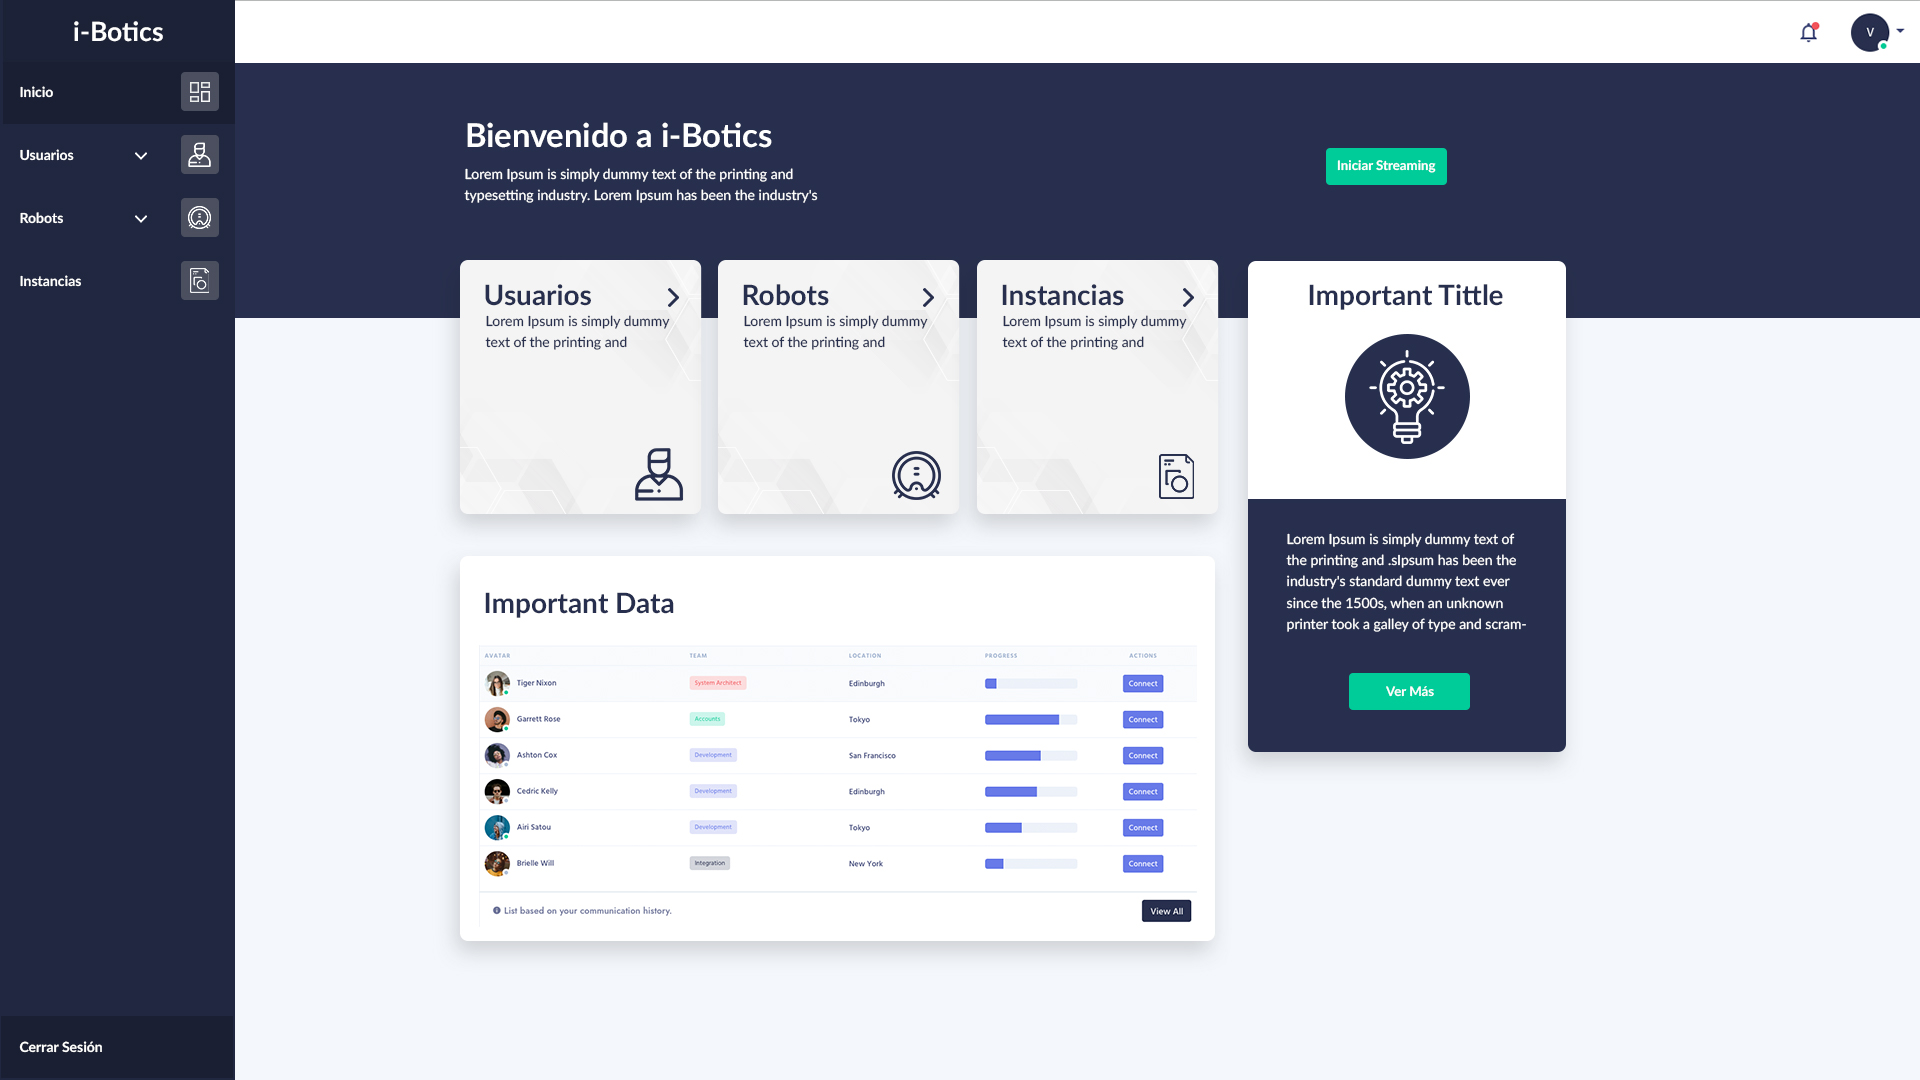 i-Botics
V
Inicio
Usuarios
Robots
Instancias
Cerrar Sesión
Bienvenido a i-Botics
Lorem Ipsum is simply dummy text of the printing and
typesetting industry. Lorem Ipsum has been the industry's
Iniciar Streaming
Usuarios
Lorem Ipsum is simply dummy
text of the printing and
Robots
Lorem Ipsum is simply dummy
text of the printing and
Instancias
Lorem Ipsum is simply dummy
text of the printing and
Important Tittle
Lorem Ipsum is simply dummy text of
the printing and .sIpsum has been the
industry's standard dummy text ever
since the 1500s, when an unknown
printer took a galley of type and scram-
Ver Más
Important Data
AVATAR TEAM LOCATION PROGRESS ACTIONS
Tiger Nixon System Architect Edinburgh Connect
Garrett Rose Accounts Tokyo Connect
Ashton Cox Development San Francisco Connect
Cedric Kelly Development Edinburgh Connect
Airi Satou Development Tokyo Connect
Brielle Will Integration New York Connect
List based on your communication history. View All